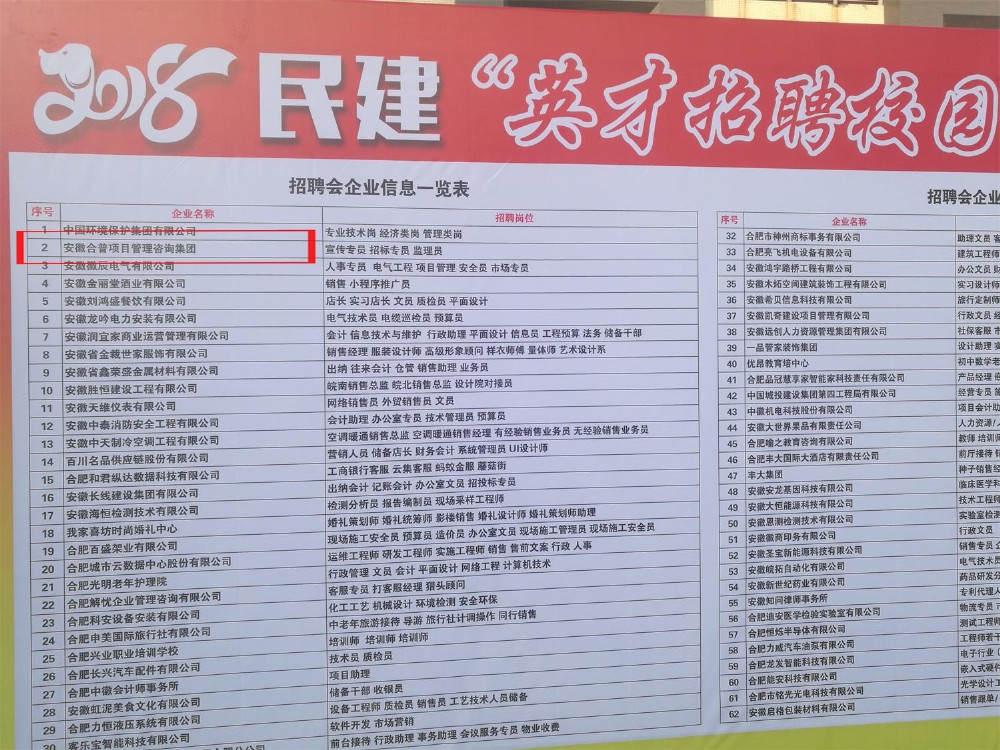 2018 民建 “英才招聘校园
招聘会企业信息一览表
序号 企业名称 招聘岗位
1 中国环境保护集团有限公司 专业技术岗 经济类岗 管理类岗
2 安徽合普项目管理咨询集团 宣传专员 招标专员 监理员
3 安徽徽辰电气有限公司 人事专员 电气工程 项目管理 安全员 市场专员
4 安徽金丽堂酒业有限公司 销售 小程序推广员
5 安徽刘鸿盛餐饮有限公司 店长 实习店长 文员 质检员 平面设计
6 安徽龙吟电力安装有限公司 电气技术员 电缆巡检员 预算员
7 安徽润宜家商业运营管理有限公司 会计 信息技术与维护 行政助理 平面设计 信息员 工程预算 法务 储备干部
8 安徽省金裁世家服饰有限公司 销售经理 服装设计师 高级形象顾问 样衣师傅 量体师 艺术设计系
9 安徽省鑫荣盛金属材料有限公司 出纳 往来会计 仓管 销售助理 业务员
10 安徽胜恒建设工程有限公司 皖南销售总监 皖北销售总监 设计院对接员
11 安徽天维仪表有限公司 网络销售员 外贸销售员 文员
12 安徽中泰消防安全工程有限公司 会计助理 办公室专员 技术管理员 预算员
13 安徽中天制冷空调工程有限公司 空调暖通销售总监 空调暖通销售经理 有经验销售业务员 无经验销售业务员
14 百川名品供应链股份有限公司 营销人员 储备店长 财务会计 系统管理员 UI设计师
15 合肥和君纵达数据科技有限公司 工商银行客服 云集客服 蚂蚁金服 蘑菇街
16 安徽长线建设集团有限公司 出纳会计 记账会计 办公室文员 招投标专员
17 安徽海恒检测技术有限公司 检测分析员 报告编制员 现场采样工程师
18 我家喜坊时尚婚礼中心 婚礼策划师 婚礼统筹师 影楼销售 婚礼设计师 婚礼策划师助理
19 合肥百盛架业有限公司 现场施工安全员 预算员 造价员 办公室文员 现场施工管理员 现场施工安全员
20 合肥城市云数据中心股份有限公司 运维工程师 研发工程师 实施工程师 销售 售前文案 行政 人事
21 合肥光明老年护理院 行政管理 文员 会计 平面设计 网络工程 计算机技术
22 合肥解忧企业管理咨询有限公司 客服专员 打客服经理 猎头顾问
23 合肥科安设备安装有限公司 化工工艺 机械设计 环境检测 安全环保
24 合肥申美国际旅行社有限公司 中老年旅游接待 导游 旅行社计调操作 同行销售
25 合肥兴业职业培训学校 培训师 培训师 培训师
26 合肥长兴汽车配件有限公司 技术员 质检员
27 合肥中徽会计师事务所 项目助理
28 安徽虹泥美食文化有限公司 储备干部 收银员
29 合肥力恒液压系统有限公司 设备工程师 质检员 销售员 工艺技术人员储备
30 客乐宝智能科技有限公司 软件开发 市场营销
前台接待 行政助理 事务助理 会议服务专员 物业收费
招聘会企业
序号 企业名称
32 合肥市神州商标事务有限公司 助理文员
33 合肥亮飞机电设备有限公司 建筑工程师
34 安徽鸿宇路桥工程有限公司 办公文员
35 安徽木炻空间建筑装饰工程有限公司 实习设计师
36 安徽希贝信息科技有限公司 旅行定制师
37 安徽凯奇建设项目管理有限公司 行政文员
38 安徽远创人力资源管理集团有限公司 社保客服
39 一品管家装饰集团 设计助理
40 优昂教育培中心 初中数学老
41 合肥品冠慧享家智能家科技责任有限公司 产品经理
42 中国城投建设集团第四工程局有限公司 经营专员
43 中徽机电科技股份有限公司 项目会计
44 安徽大世界果品有限责任公司 人力资源
45 合肥喻之教育咨询有限公司 教师 培训师
46 合肥丰大国际大酒店有限责任公司 前厅接待
47 丰大集团 种子销售
48 安徽安龙基因科技有限公司 临床医学
49 安徽大恒能源科技有限公司 技术工程师
50 安徽恩测检测技术有限公司 实验室检测
51 安徽徽商印务有限公司 行政文员
52 安徽圣宝新能源科技有限公司 销售专员
53 安徽皖拓自动化有限公司 电气技术员
54 安徽新世纪药业有限公司 药品研发
55 安徽知问律师事务所 专利代理人
56 合肥迪安医学检验实验室有限公司 物流专员
57 合肥恒烁半导体有限公司 测试工程师
58 合肥力威汽车油泵有限公司 工程师若干
59 合肥龙发智能科技有限公司 电子行业
60 合肥能安科技有限公司 嵌入式硬件
61 合肥市铭光光电科技有限公司 光学设计
62 安徽启格包装材料有限公司 销售跟单